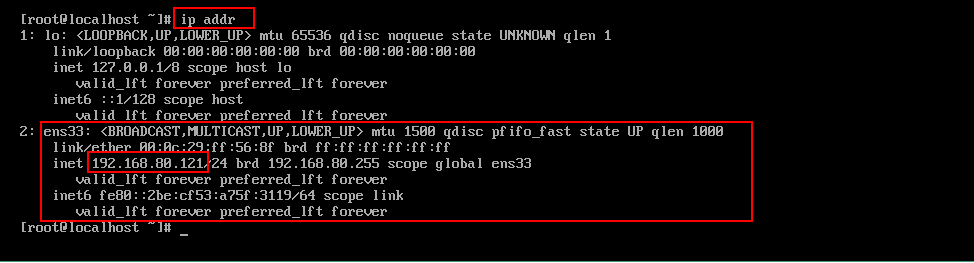 [root@localhost ~]# ip addr
1: lo: <LOOPBACK,UP,LOWER_UP> mtu 65536 qdisc noqueue state UNKNOWN qlen 1
link/loopback 00:00:00:00:00:00 brd 00:00:00:00:00:00
inet 127.0.0.1/8 scope host lo
valid_lft forever preferred_lft forever
inet6 ::1/128 scope host
valid_lft forever preferred_lft forever
2: ens33: <BROADCAST,MULTICAST,UP,LOWER_UP> mtu 1500 qdisc pfifo_fast state UP qlen 1000
link/ether 00:0c:29:ff:56:8f brd ff:ff:ff:ff:ff:ff
inet 192.168.80.121/24 brd 192.168.80.255 scope global ens33
valid_lft forever preferred_lft forever
inet6 fe80::2be:cf53:a75f:3119/64 scope link
valid_lft forever preferred_lft forever
[root@localhost ~]# _